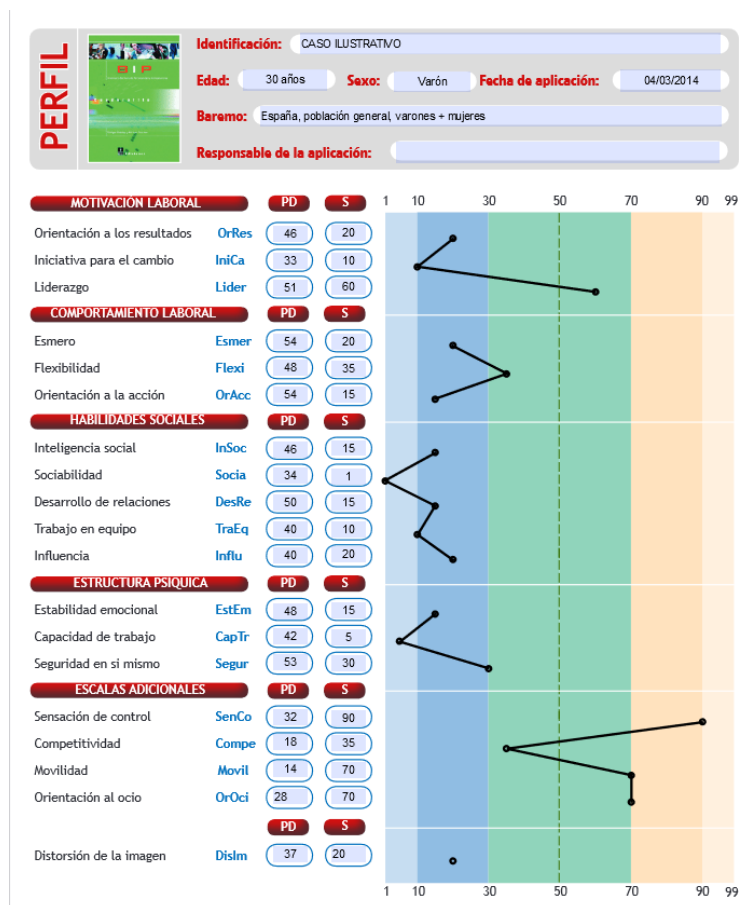 PERFIL
BIP
Identificación: CASO ILUSTRATIVO
Edad: 30 años Sexo: Varón Fecha de aplicación: 04/03/2014
Baremo: España, población general, varones + mujeres
Responsable de la aplicación:
MOTIVACIÓN LABORAL PD S 1 10 30 50 70 90 99
Orientación a los resultados OrRes 46 20
Iniciativa para el cambio IniCa 33 10
Liderazgo Lider 51 60
COMPORTAMIENTO LABORAL PD S
Esmero Esmer 54 20
Flexibilidad Flexi 48 35
Orientación a la acción OrAcc 54 15
HABILIDADES SOCIALES PD S
Inteligencia social InSoc 46 15
Sociabilidad Socia 34 1
Desarrollo de relaciones DesRe 50 15
Trabajo en equipo TraEq 40 10
Influencia Influ 40 20
ESTRUCTURA PSIQUICA PD S
Estabilidad emocional EstEm 48 15
Capacidad de trabajo CapTr 42 5
Seguridad en si mismo Segur 53 30
ESCALAS ADICIONALES PD S
Sensación de control SenCo 32 90
Competitividad Compe 18 35
Movilidad Movil 14 70
Orientación al ocio OrOci 28 70
PD S
Distorsión de la imagen DisIm 37 20
1 10 30 50 70 90 99